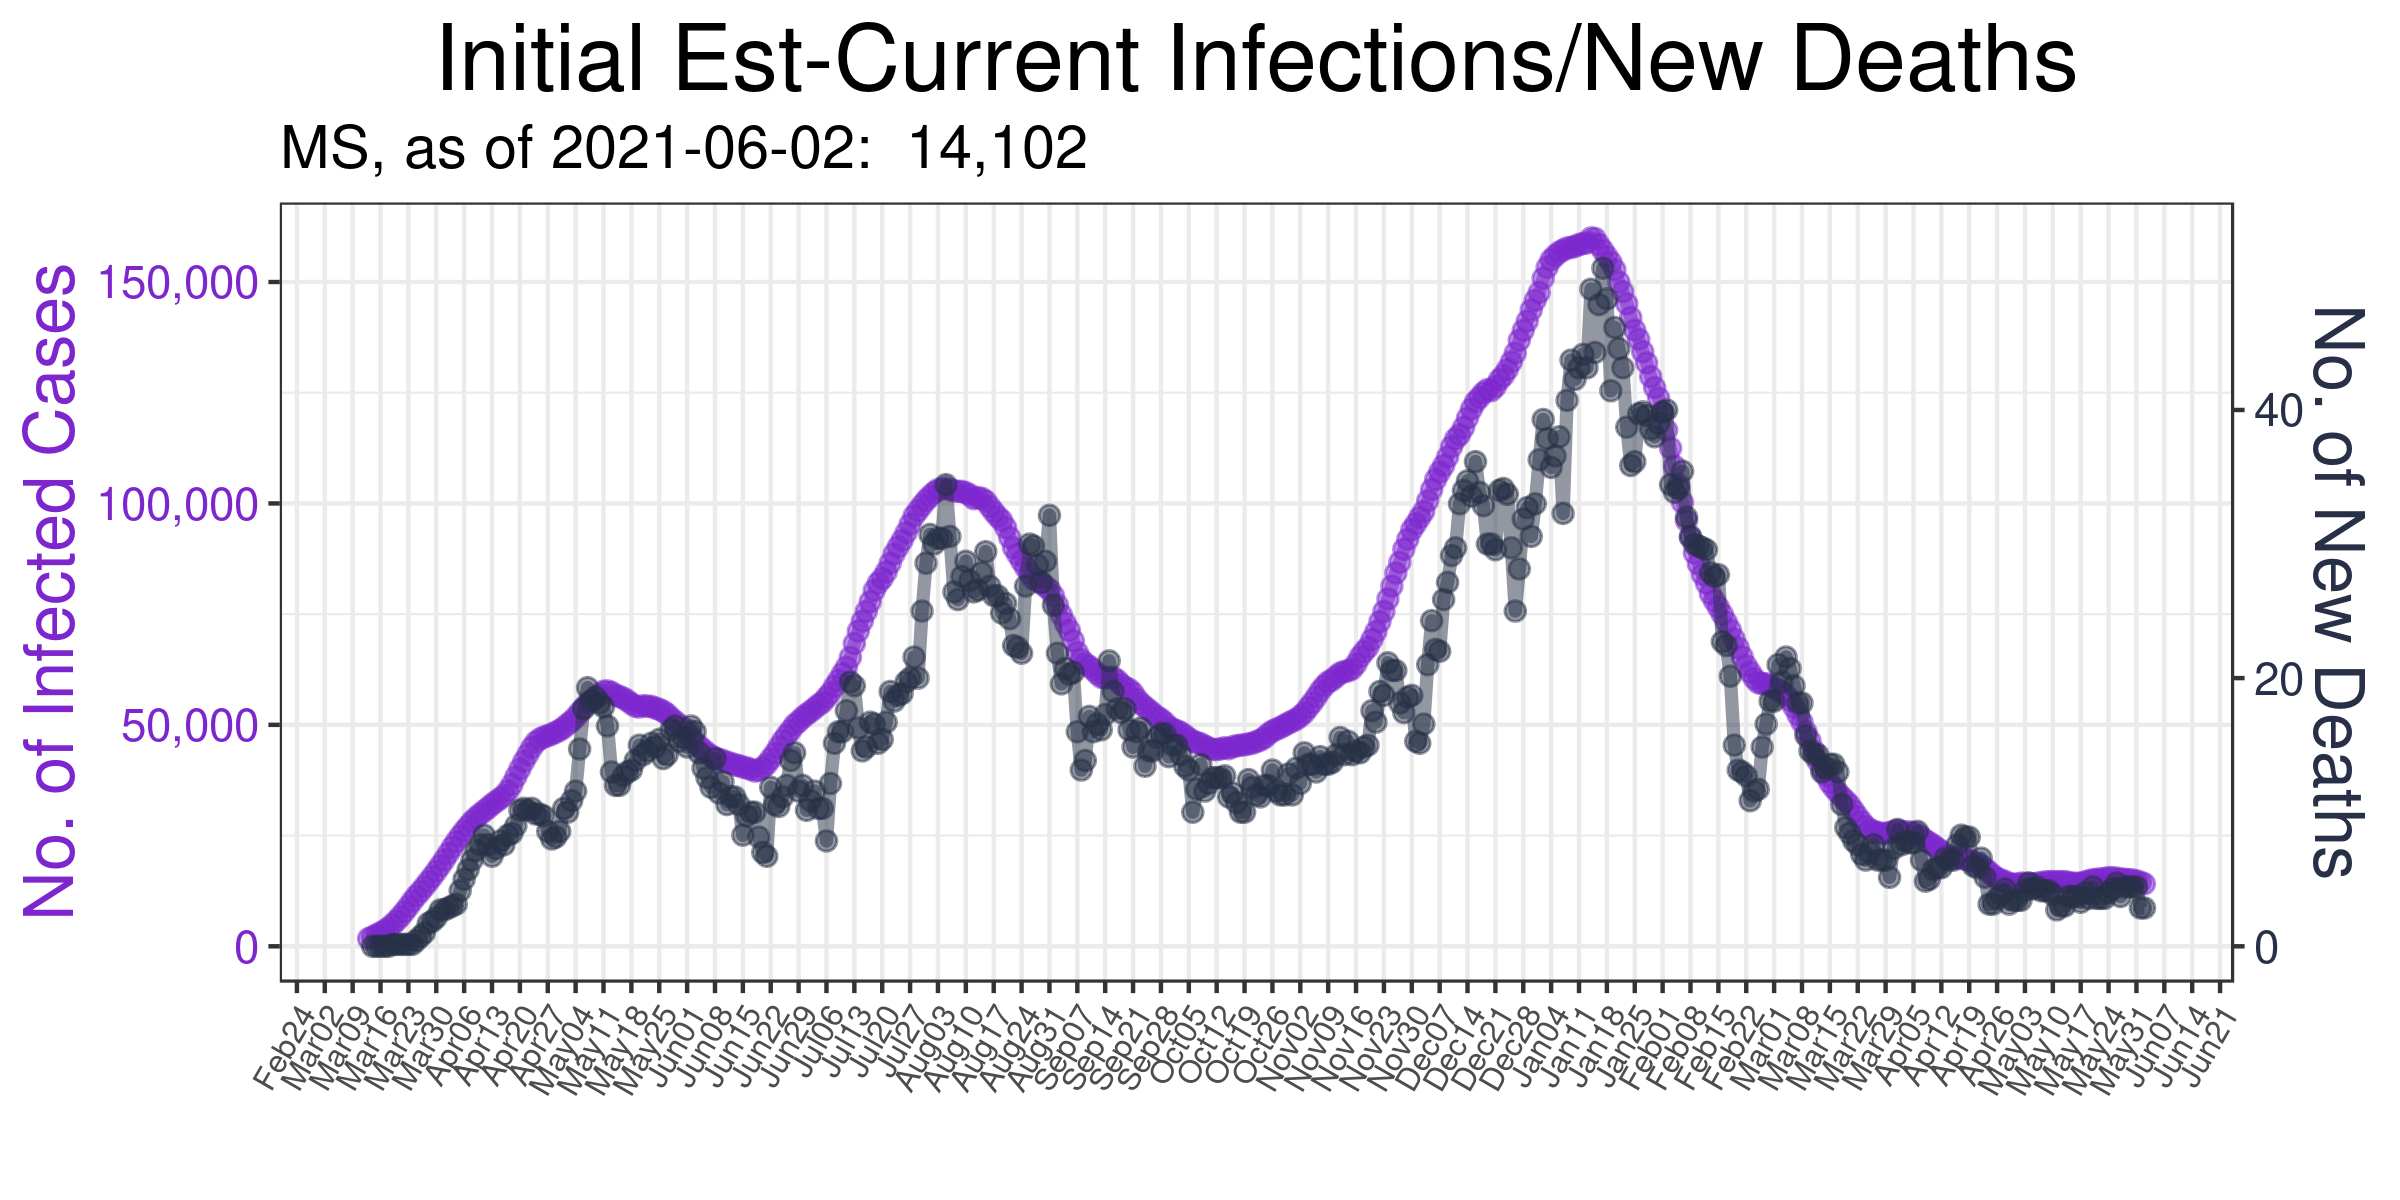 Initial Est-Current Infections/New Deaths
MS, as of 2021-06-02:  14,102
No. of Infected Cases
150,000
100,000
50,000
0
40
20
0
No. of New Deaths
Feb24
Mar02
Mar09
Mar16
Mar23
Mar30
Apr06
Apr13
Apr20
Apr27
May04
May11
May18
May25
Jun01
Jun08
Jun15
Jun22
Jun29
Jul06
Jul13
Jul20
Jul27
Aug03
Aug10
Aug17
Aug24
Aug31
Sep07
Sep14
Sep21
Sep28
Oct05
Oct12
Oct19
Oct26
Nov02
Nov09
Nov16
Nov23
Nov30
Dec07
Dec14
Dec21
Dec28
Jan04
Jan11
Jan18
Jan25
Feb01
Feb08
Feb15
Feb22
Mar01
Mar08
Mar15
Mar22
Mar29
Apr05
Apr12
Apr19
Apr26
May03
May10
May17
May24
May31
Jun07
Jun14
Jun21